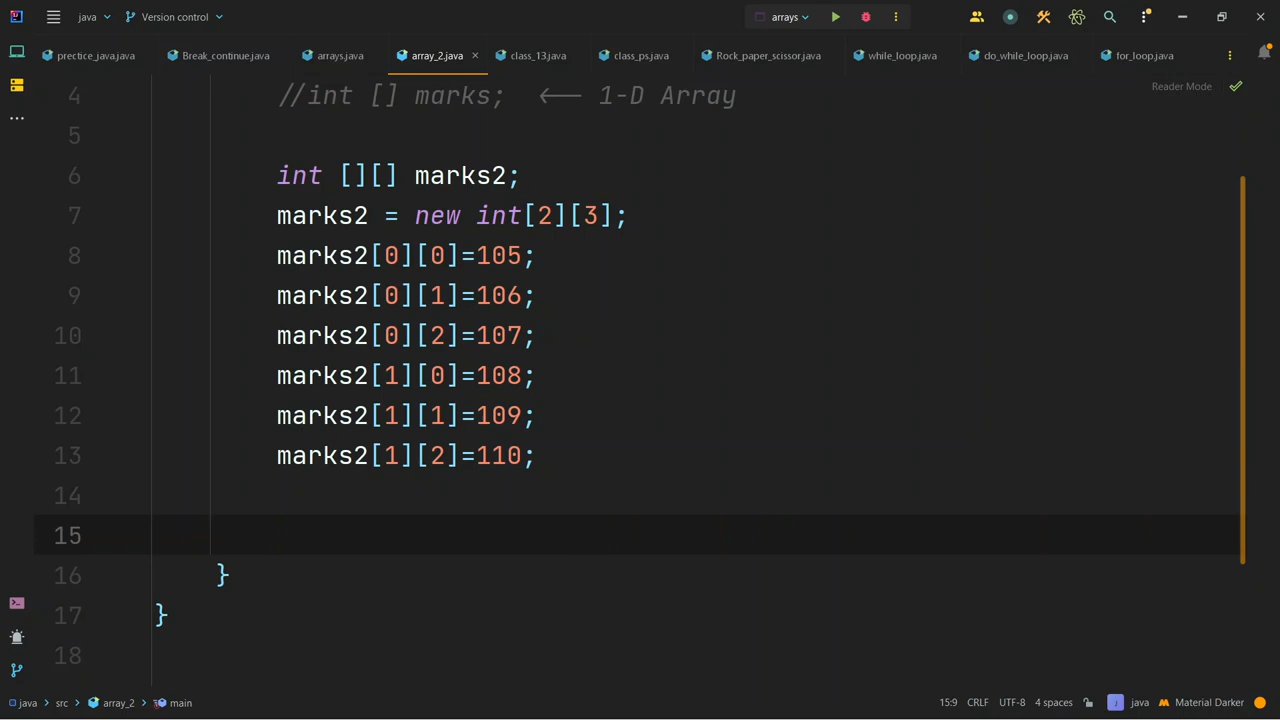 java Version control arrays
prectice_java.java Break_continue.java arrays.java array_2.java class_13.java class_ps.java Rock_paper_scissor.java while_loop.java do_while_loop.java for_loop.java
Reader Mode
4 //int [] marks; <-- 1-D Array
5
6 int [][] marks2;
7 marks2 = new int[2][3];
8 marks2[0][0]=105;
9 marks2[0][1]=106;
10 marks2[0][2]=107;
11 marks2[1][0]=108;
12 marks2[1][1]=109;
13 marks2[1][2]=110;
14
15
16 }
17 }
18
java src array_2 main 15:9 CRLF UTF-8 4 spaces java Material Darker